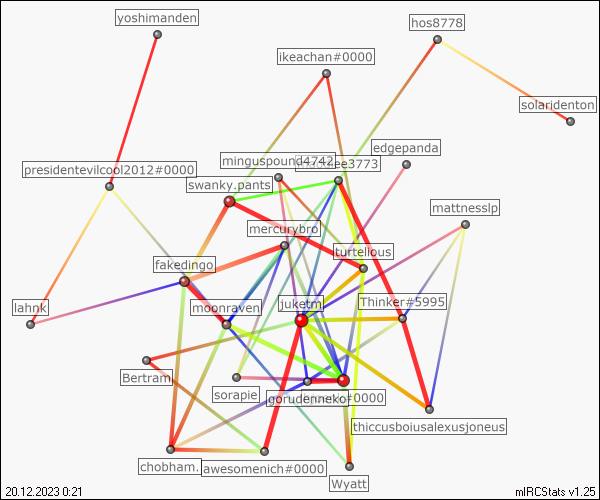 yoshimanden
hos8778
ikeachan#0000
solaridenton
edgepanda
minguspound4742
ee3773
presidentevilcool2012#0000
swanky.pants
mattnesslp
mercurybro
turtelious
fakedingo
lahnk
moonraven
juketm
Thinker#5995
Bertram
sorapie
gorudenneko
#0000
thiccusboiusalexusjoneus
chobham.
awesomenich#0000
Wyatt
20.12.2023 0:21
mIRCStats v1.25